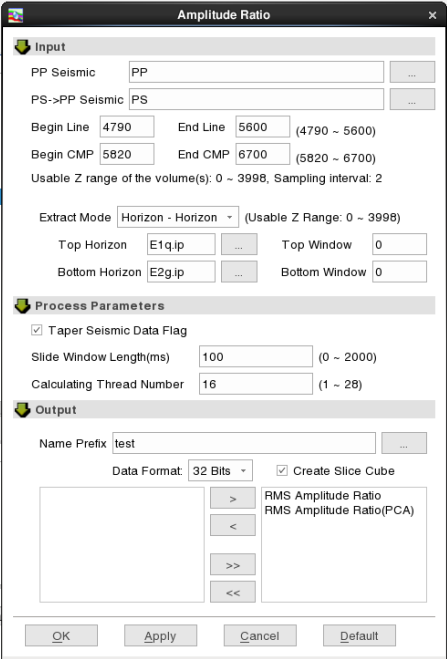 Amplitude Ratio ×
Input
PP Seismic PP ...
PS->PP Seismic PS ...
Begin Line 4790 End Line 5600 (4790 ~ 5600)
Begin CMP 5820 End CMP 6700 (5820 ~ 6700)
Usable Z range of the volume(s): 0 ~ 3998, Sampling interval: 2
Extract Mode Horizon - Horizon (Usable Z Range: 0 ~ 3998)
Top Horizon E1q.ip ... Top Window 0
Bottom Horizon E2g.ip ... Bottom Window 0
Process Parameters
Taper Seismic Data Flag
Slide Window Length(ms) 100 (0 ~ 2000)
Calculating Thread Number 16 (1 ~ 28)
Output
Name Prefix test ...
Data Format: 32 Bits Create Slice Cube
> RMS Amplitude Ratio
RMS Amplitude Ratio(PCA)
<
>>
<<
OK Apply Cancel Default